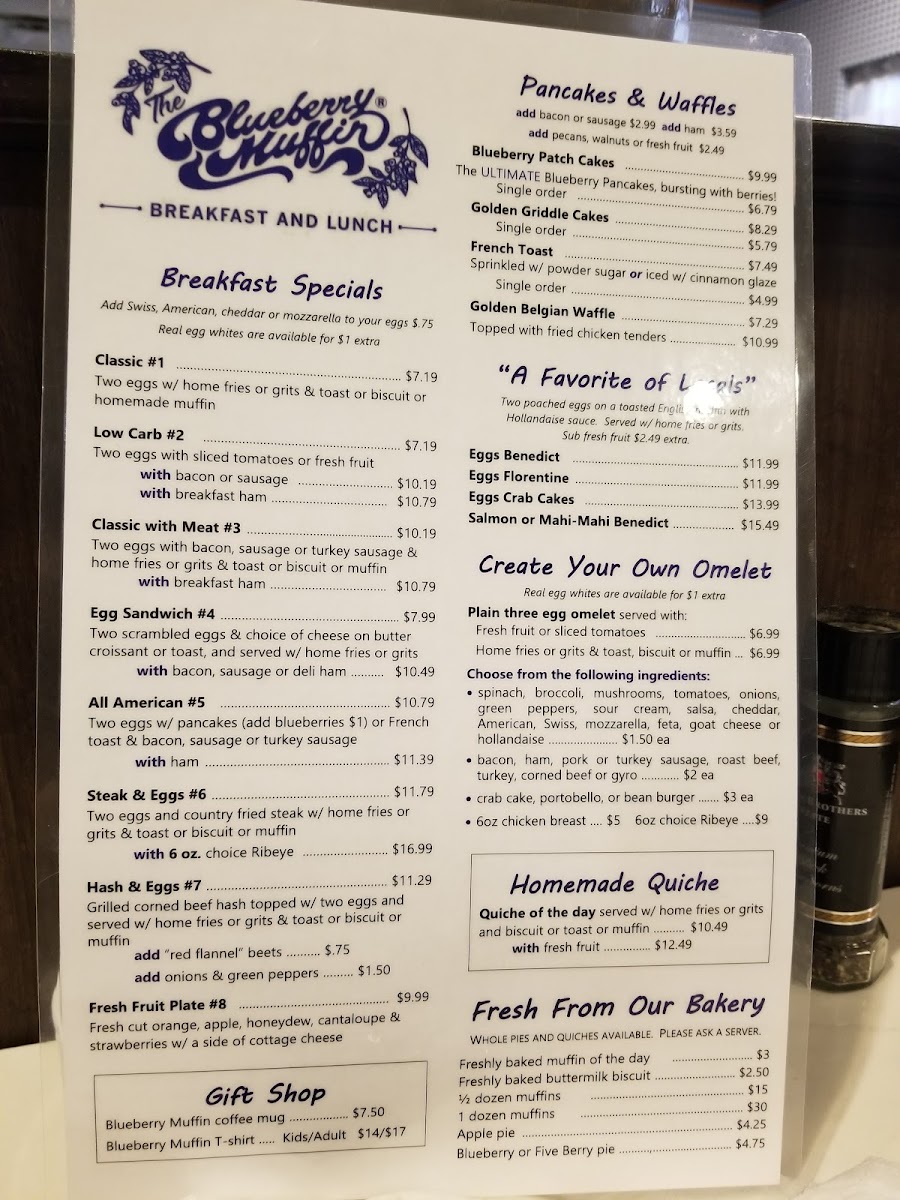 The
Blueberry®
Muffin
BREAKFAST AND LUNCH
Breakfast Specials
Add Swiss, American, cheddar or mozzarella to your eggs $.75
Real egg whites are available for $1 extra
Classic #1 ........ $7.19
Two eggs w/ home fries or grits & toast or biscuit or
homemade muffin
Low Carb #2 ........ $7.19
Two eggs with sliced tomatoes or fresh fruit
with bacon or sausage ........ $10.19
with breakfast ham ........ $10.79
Classic with Meat #3 ........ $10.19
Two eggs with bacon, sausage or turkey sausage &
home fries or grits & toast or biscuit or muffin
with breakfast ham ........ $10.79
Egg Sandwich #4 ........ $7.99
Two scrambled eggs & choice of cheese on butter
croissant or toast, and served w/ home fries or grits
with bacon, sausage or deli ham ........ $10.49
All American #5 ........ $10.79
Two eggs w/ pancakes (add blueberries $1) or French
toast & bacon, sausage or turkey sausage
with ham ........ $11.39
Steak & Eggs #6 ........ $11.79
Two eggs and country fried steak w/ home fries or
grits & toast or biscuit or muffin
with 6 oz. choice Ribeye ........ $16.99
Hash & Eggs #7 ........ $11.29
Grilled corned beef hash topped w/ two eggs and
served w/ home fries or grits & toast or biscuit or
muffin
add "red flannel" beets .......... $.75
add onions & green peppers ......... $1.50
Fresh Fruit Plate #8 ........ $9.99
Fresh cut orange, apple, honeydew, cantaloupe &
strawberries w/ a side of cottage cheese
Gift Shop
Blueberry Muffin coffee mug ........ $7.50
Blueberry Muffin T-shirt ..... Kids/Adult $14/$17
Pancakes & Waffles
add bacon or sausage $2.99 add ham $3.59
add pecans, walnuts or fresh fruit $2.49
Blueberry Patch Cakes ........ $9.99
The ULTIMATE Blueberry Pancakes, bursting with berries!
Single order ........ $6.79
Golden Griddle Cakes ........ $8.29
Single order ........ $5.79
French Toast ........ $7.49
Sprinkled w/ powder sugar or iced w/ cinnamon glaze
Single order ........ $4.99
Golden Belgian Waffle ........ $7.29
Topped with fried chicken tenders ........ $10.99
"A Favorite of Locals"
Two poached eggs on a toasted English muffin with
Hollandaise sauce. Served w/ home fries or grits.
Sub fresh fruit $2.49 extra.
Eggs Benedict ........ $11.99
Eggs Florentine ........ $11.99
Eggs Crab Cakes ........ $13.99
Salmon or Mahi-Mahi Benedict ........ $15.49
Create Your Own Omelet
Real egg whites are available for $1 extra
Plain three egg omelet served with:
Fresh fruit or sliced tomatoes ........ $6.99
Home fries or grits & toast, biscuit or muffin ... $6.99
Choose from the following ingredients:
• spinach, broccoli, mushrooms, tomatoes, onions,
green peppers, sour cream, salsa, cheddar,
American, Swiss, mozzarella, feta, goat cheese or
hollandaise ........ $1.50 ea
• bacon, ham, pork or turkey sausage, roast beef,
turkey, corned beef or gyro ........... $2 ea
• crab cake, portobello, or bean burger ....... $3 ea
• 6oz chicken breast .... $5 6oz choice Ribeye ....$9
Homemade Quiche
Quiche of the day served w/ home fries or grits
and biscuit or toast or muffin .......... $10.49
with fresh fruit .............. $12.49
Fresh From Our Bakery
WHOLE PIES AND QUICHES AVAILABLE. PLEASE ASK A SERVER.
Freshly baked muffin of the day ........ $3
Freshly baked buttermilk biscuit ........ $2.50
½ dozen muffins ........ $15
1 dozen muffins ........ $30
Apple pie ........ $4.25
Blueberry or Five Berry pie ........ $4.75